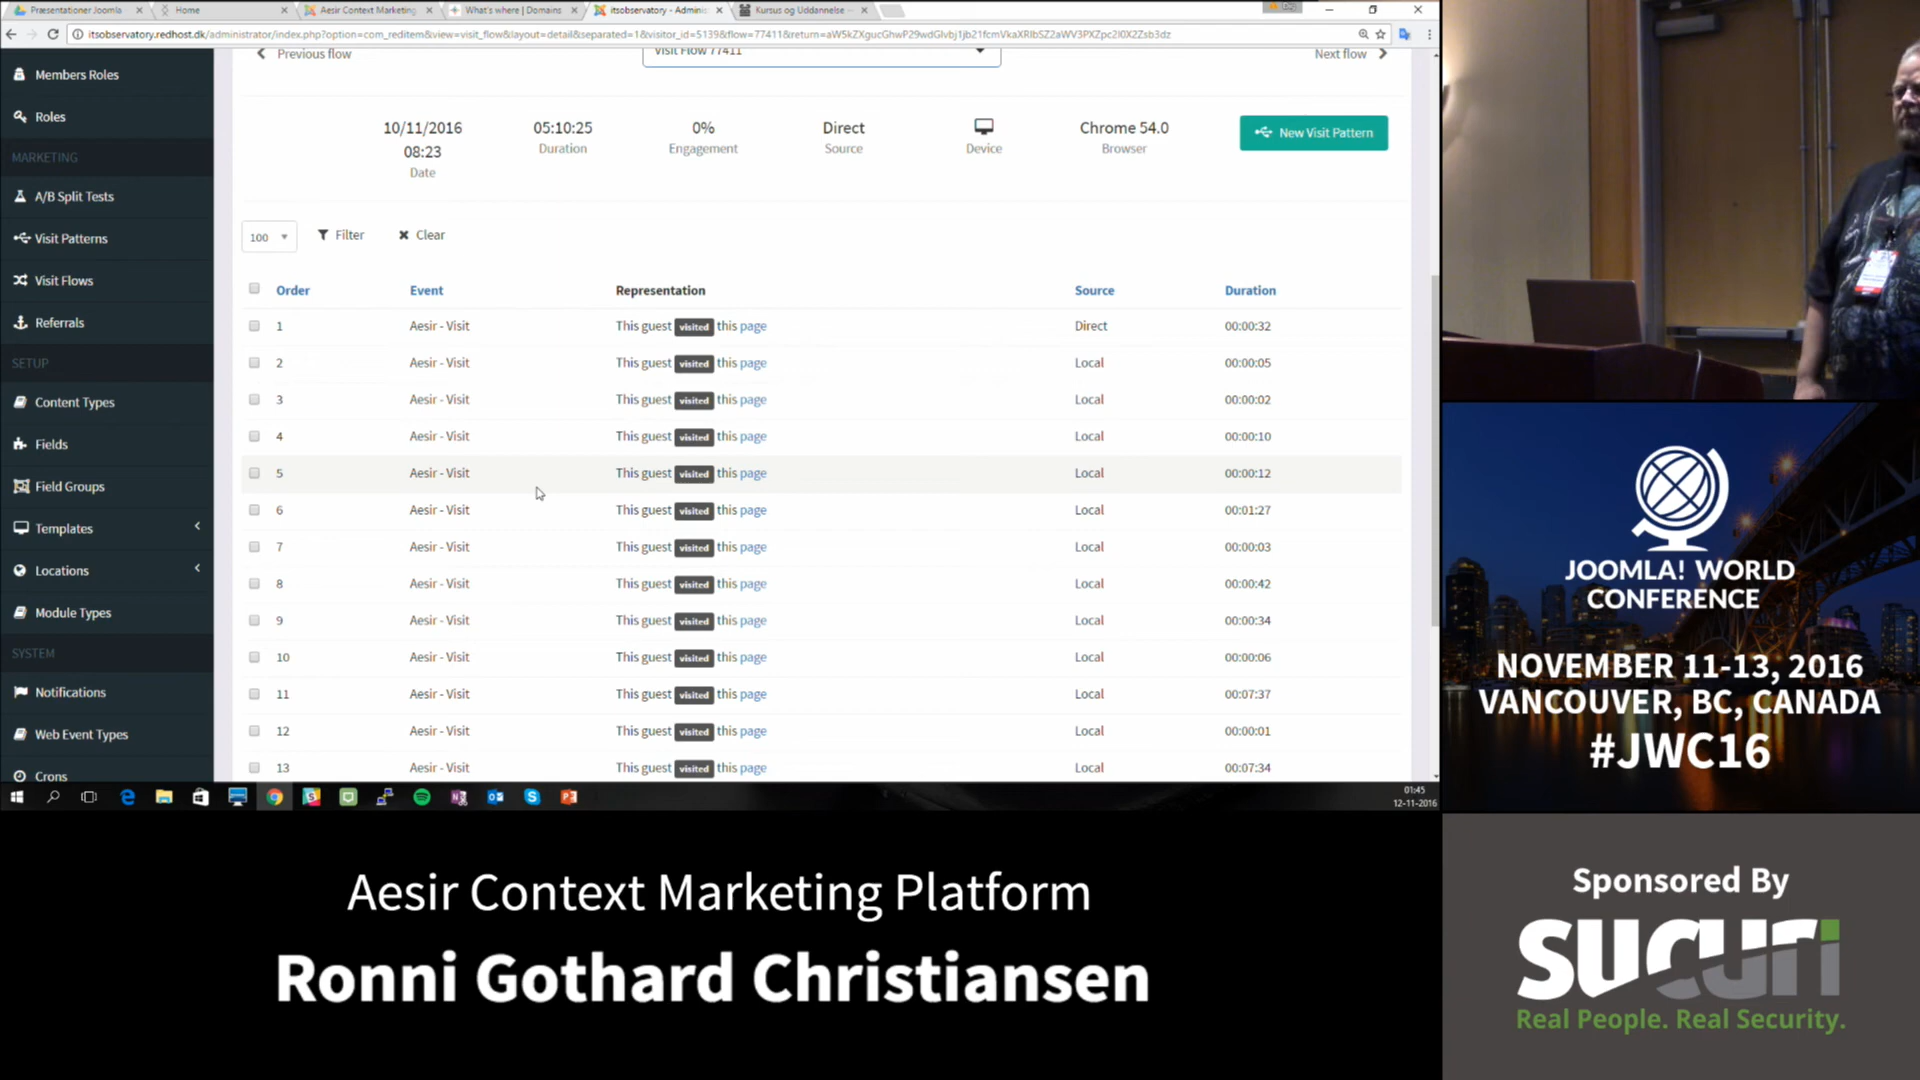 Præsentationer Joomla
Home
Aesir Context Marketing
What's where | Domains
itsobservatory - Adminis
Kursus og Uddannelse
itsobservatory.redhost.dk/administrator/index.php?option=com_reditem&view=visit_flow&layout=detail&separated=1&visitor_id=5139&flow=77411&return=
Previous flow
Visit Flow 77411
Next flow
Members Roles
Roles
MARKETING
A/B Split Tests
Visit Patterns
Visit Flows
Referrals
SETUP
Content Types
Fields
Field Groups
Templates
Locations
Module Types
SYSTEM
Notifications
Web Event Types
Crons
10/11/2016
08:23
Date
05:10:25
Duration
0%
Engagement
Direct
Source
Device
Chrome 54.0
Browser
New Visit Pattern
100
Filter
Clear
Order Event Representation Source Duration
1 Aesir - Visit This guest visited this page Direct 00:00:32
2 Aesir - Visit This guest visited this page Local 00:00:05
3 Aesir - Visit This guest visited this page Local 00:00:02
4 Aesir - Visit This guest visited this page Local 00:00:10
5 Aesir - Visit This guest visited this page Local 00:00:12
6 Aesir - Visit This guest visited this page Local 00:01:27
7 Aesir - Visit This guest visited this page Local 00:00:03
8 Aesir - Visit This guest visited this page Local 00:00:42
9 Aesir - Visit This guest visited this page Local 00:00:34
10 Aesir - Visit This guest visited this page Local 00:00:06
11 Aesir - Visit This guest visited this page Local 00:07:37
12 Aesir - Visit This guest visited this page Local 00:00:01
13 Aesir - Visit This guest visited this page Local 00:07:34
01:45
12-11-2016
JOOMLA! WORLD
CONFERENCE
NOVEMBER 11-13, 2016
VANCOUVER, BC, CANADA
#JWC16
Aesir Context Marketing Platform
Ronni Gothard Christiansen
Sponsored By
SUCURI
Real People. Real Security.